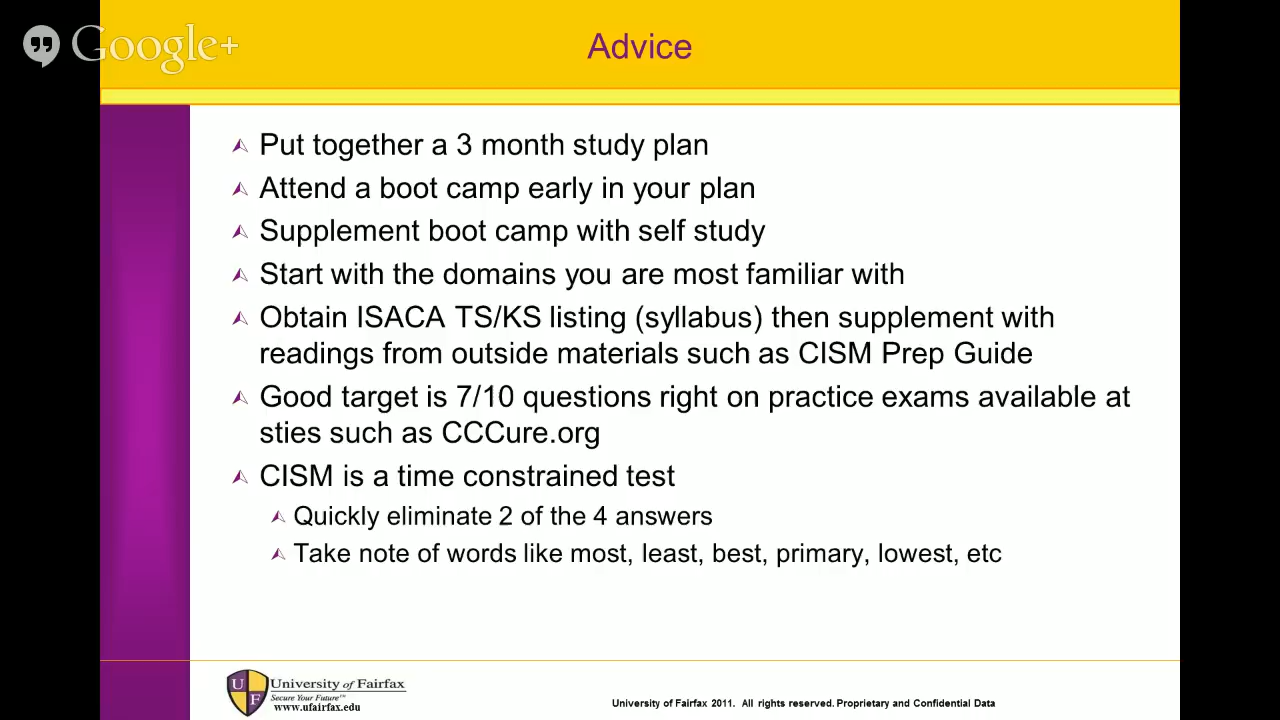 Google+
Advice
Put together a 3 month study plan
Attend a boot camp early in your plan
Supplement boot camp with self study
Start with the domains you are most familiar with
Obtain ISACA TS/KS listing (syllabus) then supplement with
readings from outside materials such as CISM Prep Guide
Good target is 7/10 questions right on practice exams available at
sties such as CCCure.org
CISM is a time constrained test
Quickly eliminate 2 of the 4 answers
Take note of words like most, least, best, primary, lowest, etc
U F
University of Fairfax
Secure Your Future™
www.ufairfax.edu
University of Fairfax 2011. All rights reserved. Proprietary and Confidential Data